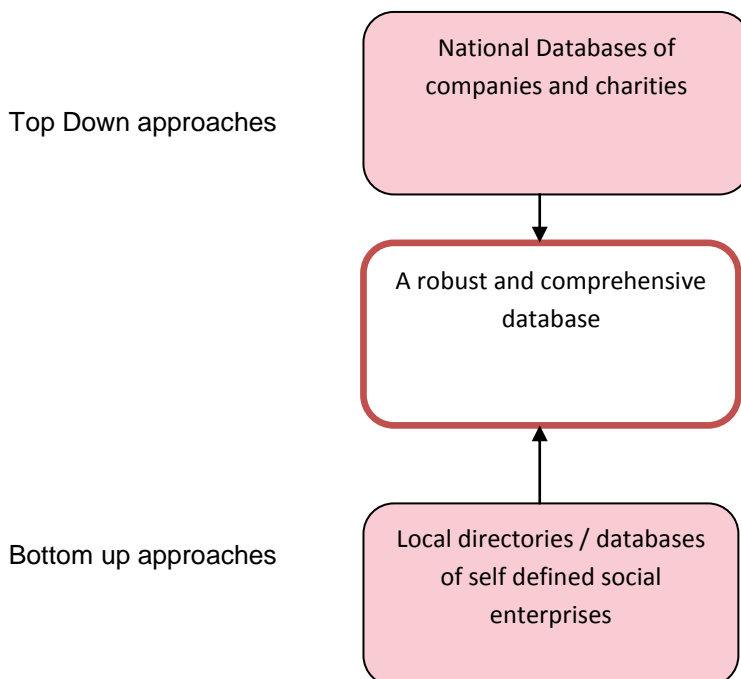 National Databases of
companies and charities
Top Down approaches
A robust and comprehensive
database
Local directories / databases
Bottom up approaches
of self defined social
enterprises